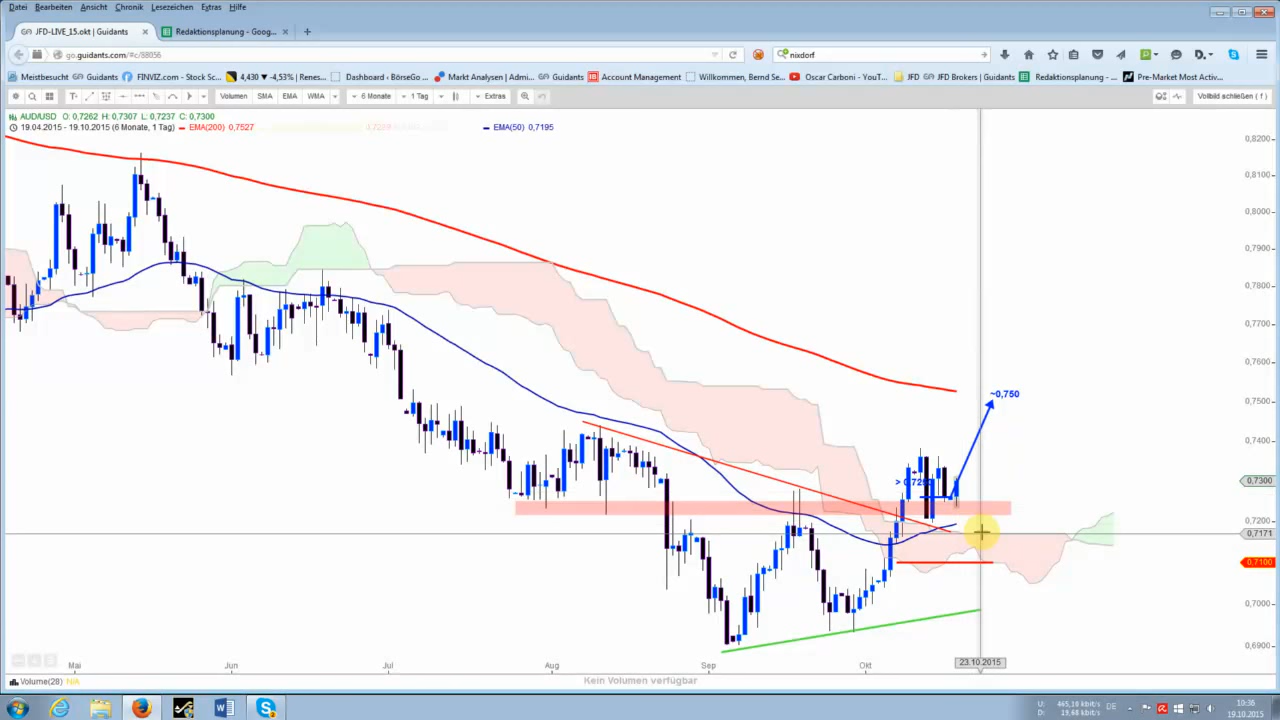 Datei Bearbeiten Ansicht Chronik Lesezeichen Extras Hilfe
JFD-LIVE_15.okt | Guidants × Redaktionsplanung - Goog... × +
go.guidants.com/#c/88056 nixdorf
Meistbesucht Guidants FINVIZ.com - Stock Sc... 4,430 ▼ -4,53% | Renes... Dashboard ‹ BörseGo ... Markt Analysen | Admi... Guidants Account Management Willkommen, Bernd Se... Oscar Carboni - YouT... JFD JFD Brokers | Guidants Redaktionsplanung -... Pre-Market Most Activ...
Volumen SMA EMA WMA 6 Monate 1 Tag Extras Vollbild schließen ( f )
AUD/USD O: 0,7262 H: 0,7307 L: 0,7237 C: 0,7300
19.04.2015 - 19.10.2015 (6 Monate, 1 Tag) EMA(200) 0,7527 EMA(50) 0,7195
0,8200
0,8100
0,8000
0,7900
0,7800
0,7700
0,7600
0,7500
~0,750
0,7400
0,7300
0,7200
0,7171
0,7100
0,7000
0,6900
23.10.2015
Mai Jun Jul Aug Sep Okt
Volumen(28) N/A Kein Volumen verfügbar
U: 465,10 kbit/s
D: 19,48 kbit/s
DE
10:36
19.10.2015